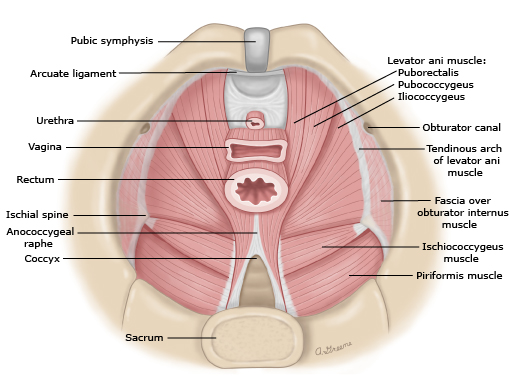 Pubic symphysis
Arcuate ligament
Urethra
Vagina
Rectum
Ischial spine
Anococcygeal
raphe
Coccyx
Sacrum
Levator ani muscle:
Puborectalis
Pubococcygeus
Iliococcygeus
Obturator canal
Tendinous arch
of levator ani
muscle
Fascia over
obturator internus
muscle
Ischiococcygeus
muscle
Piriformis muscle